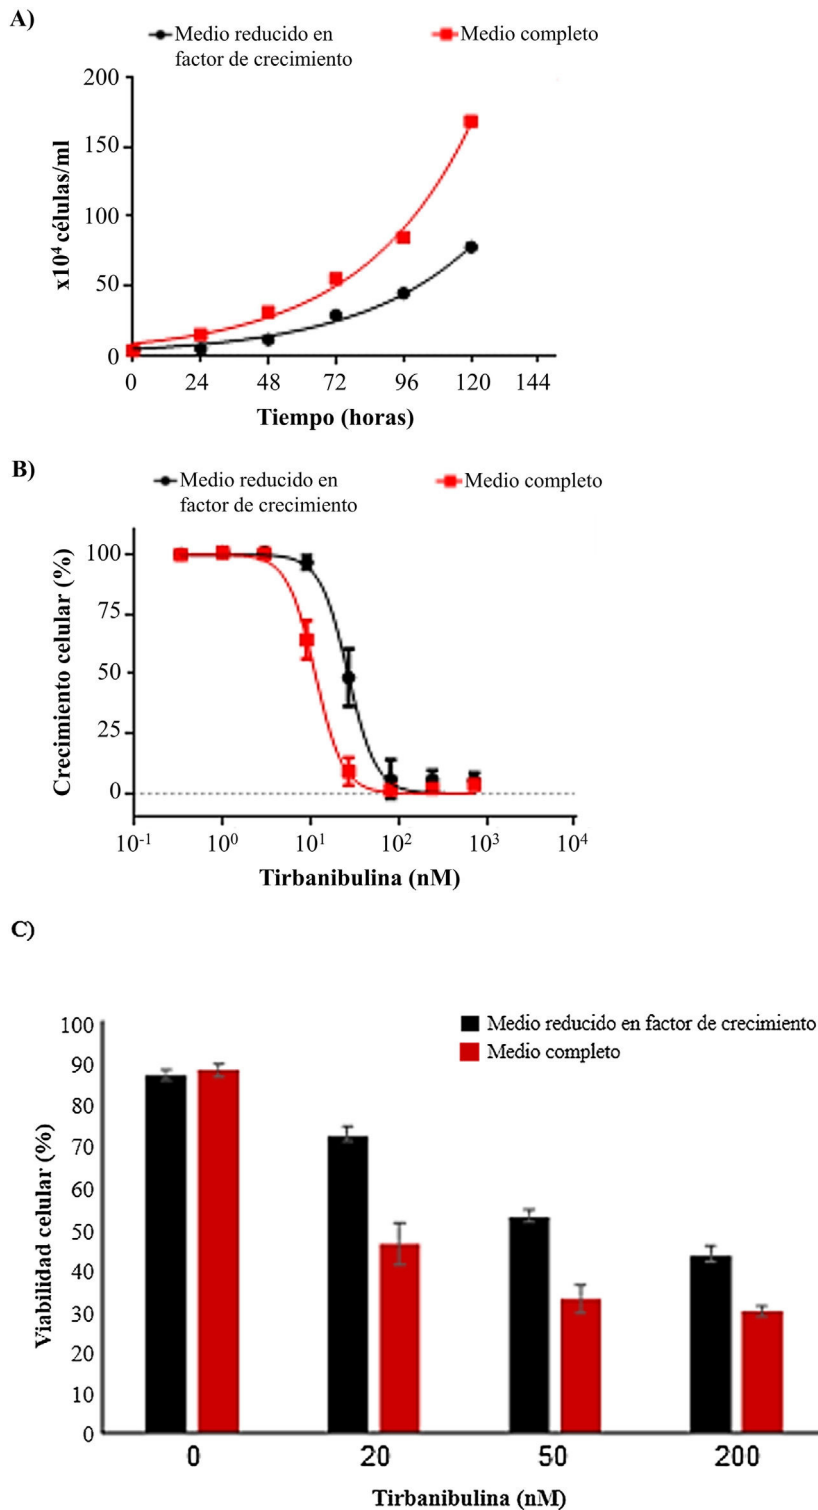 A)
Medio reducido en
factor de crecimiento
Medio completo
200
150
100
50
0
x10⁴ células/ml
0 24 48 72 96 120 144
Tiempo (horas)
B)
Medio reducido en
factor de crecimiento
Medio completo
100
75
50
25
0
Crecimiento celular (%)
10⁻¹ 10⁰ 10¹ 10² 10³ 10⁴
Tirbanibulina (nM)
C)
Medio reducido en factor de crecimiento
Medio completo
100
90
80
70
60
50
40
30
20
10
0
Viabilidad celular (%)
0 20 50 200
Tirbanibulina (nM)